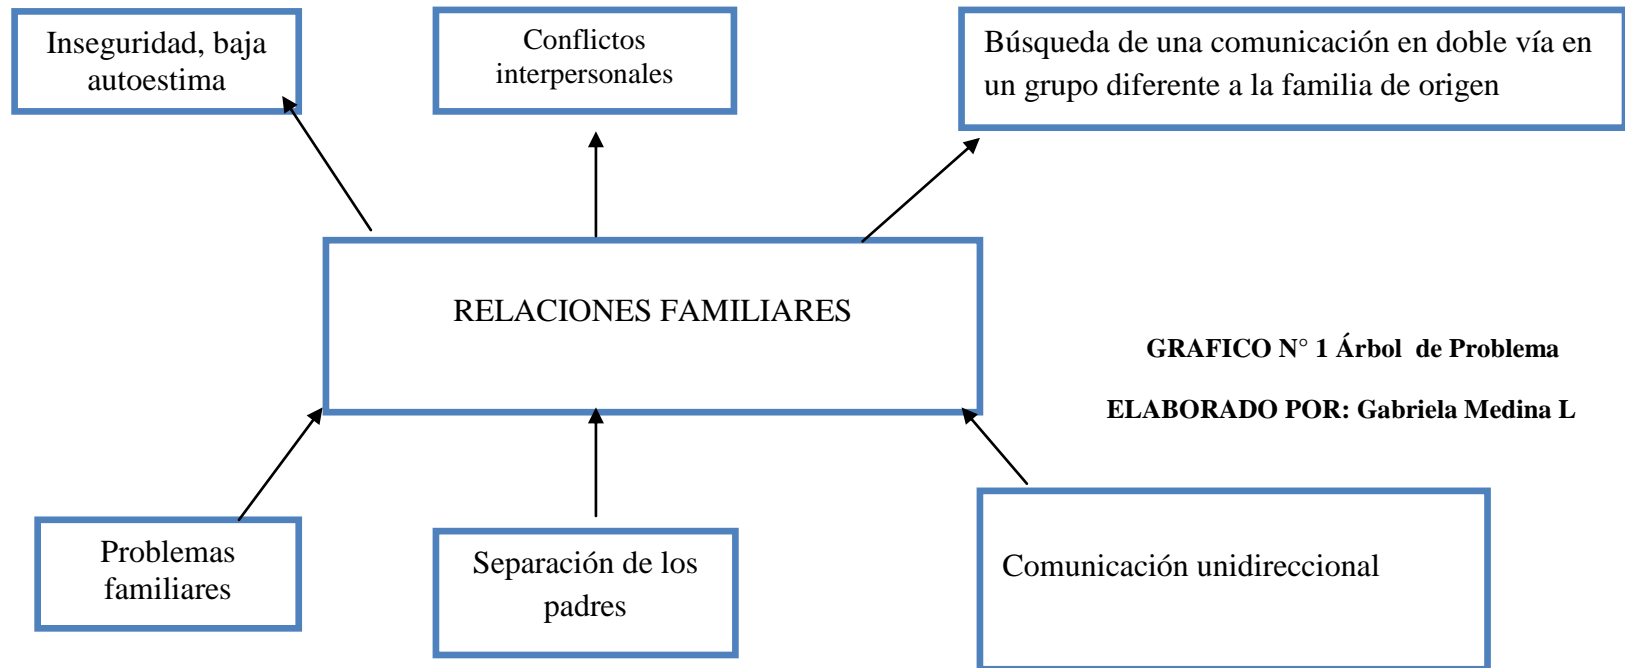 Inseguridad, baja
autoestima
Conflictos
interpersonales
Búsqueda de una comunicación en doble vía en
un grupo diferente a la familia de origen
RELACIONES FAMILIARES
GRAFICO N° 1 Árbol  de Problema
ELABORADO POR: Gabriela Medina L
Problemas
familiares
Separación de los
padres
Comunicación unidireccional